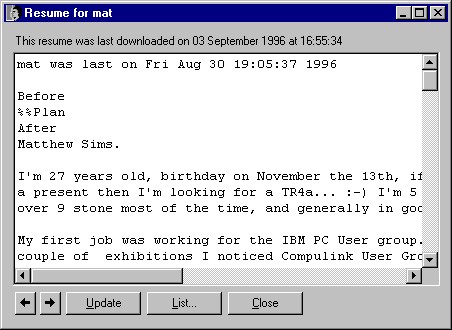 Resume for mat
This resume was last downloaded on 03 September 1996 at 16:55:34
mat was last on Fri Aug 30 19:05:37 1996
Before
%%Plan
After
Matthew Sims.
I'm 27 years old, birthday on November the 13th, if
a present then I'm looking for a TR4a... :-) I'm 5
over 9 stone most of the time, and generally in goo
My first job was working for the IBM PC User group.
couple of  exhibitions I noticed Compulink User Gro
Update List... Close